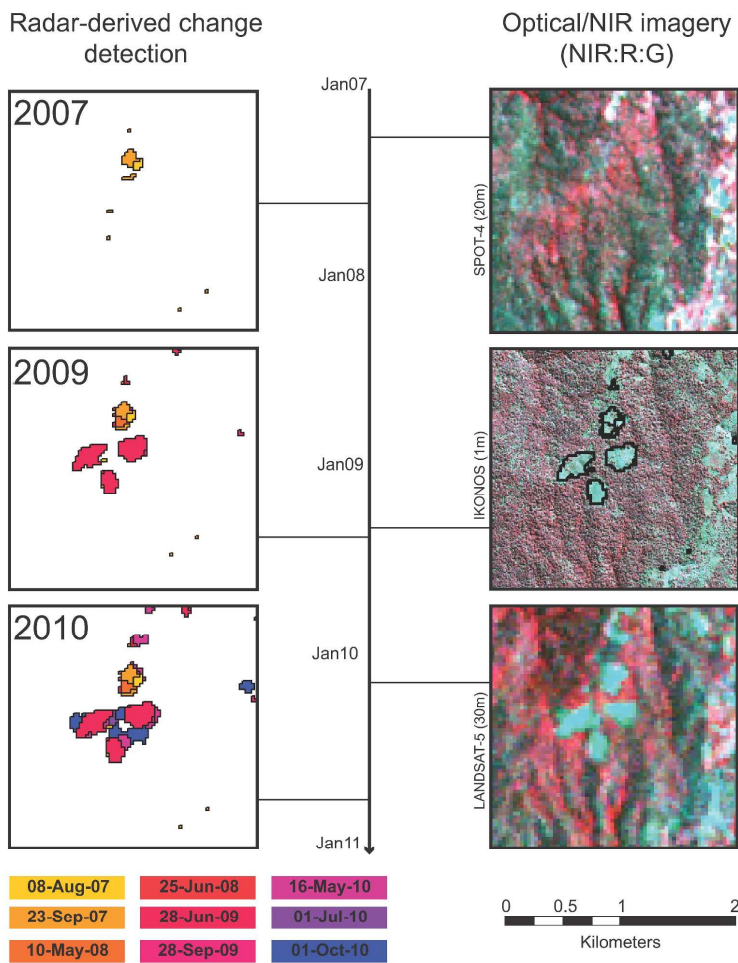 Radar-derived change
detection
Optical/NIR imagery
(NIR:R:G)
Jan07
2007
SPOT-4 (20m)
Jan08
2009
IKONOS (1m)
Jan09
2010
LANDSAT-5 (30m)
Jan10
Jan11
08-Aug-07
25-Jun-08
16-May-10
23-Sep-07
28-Jun-09
01-Jul-10
10-May-08
28-Sep-09
01-Oct-10
0 0.5 1 2
Kilometers